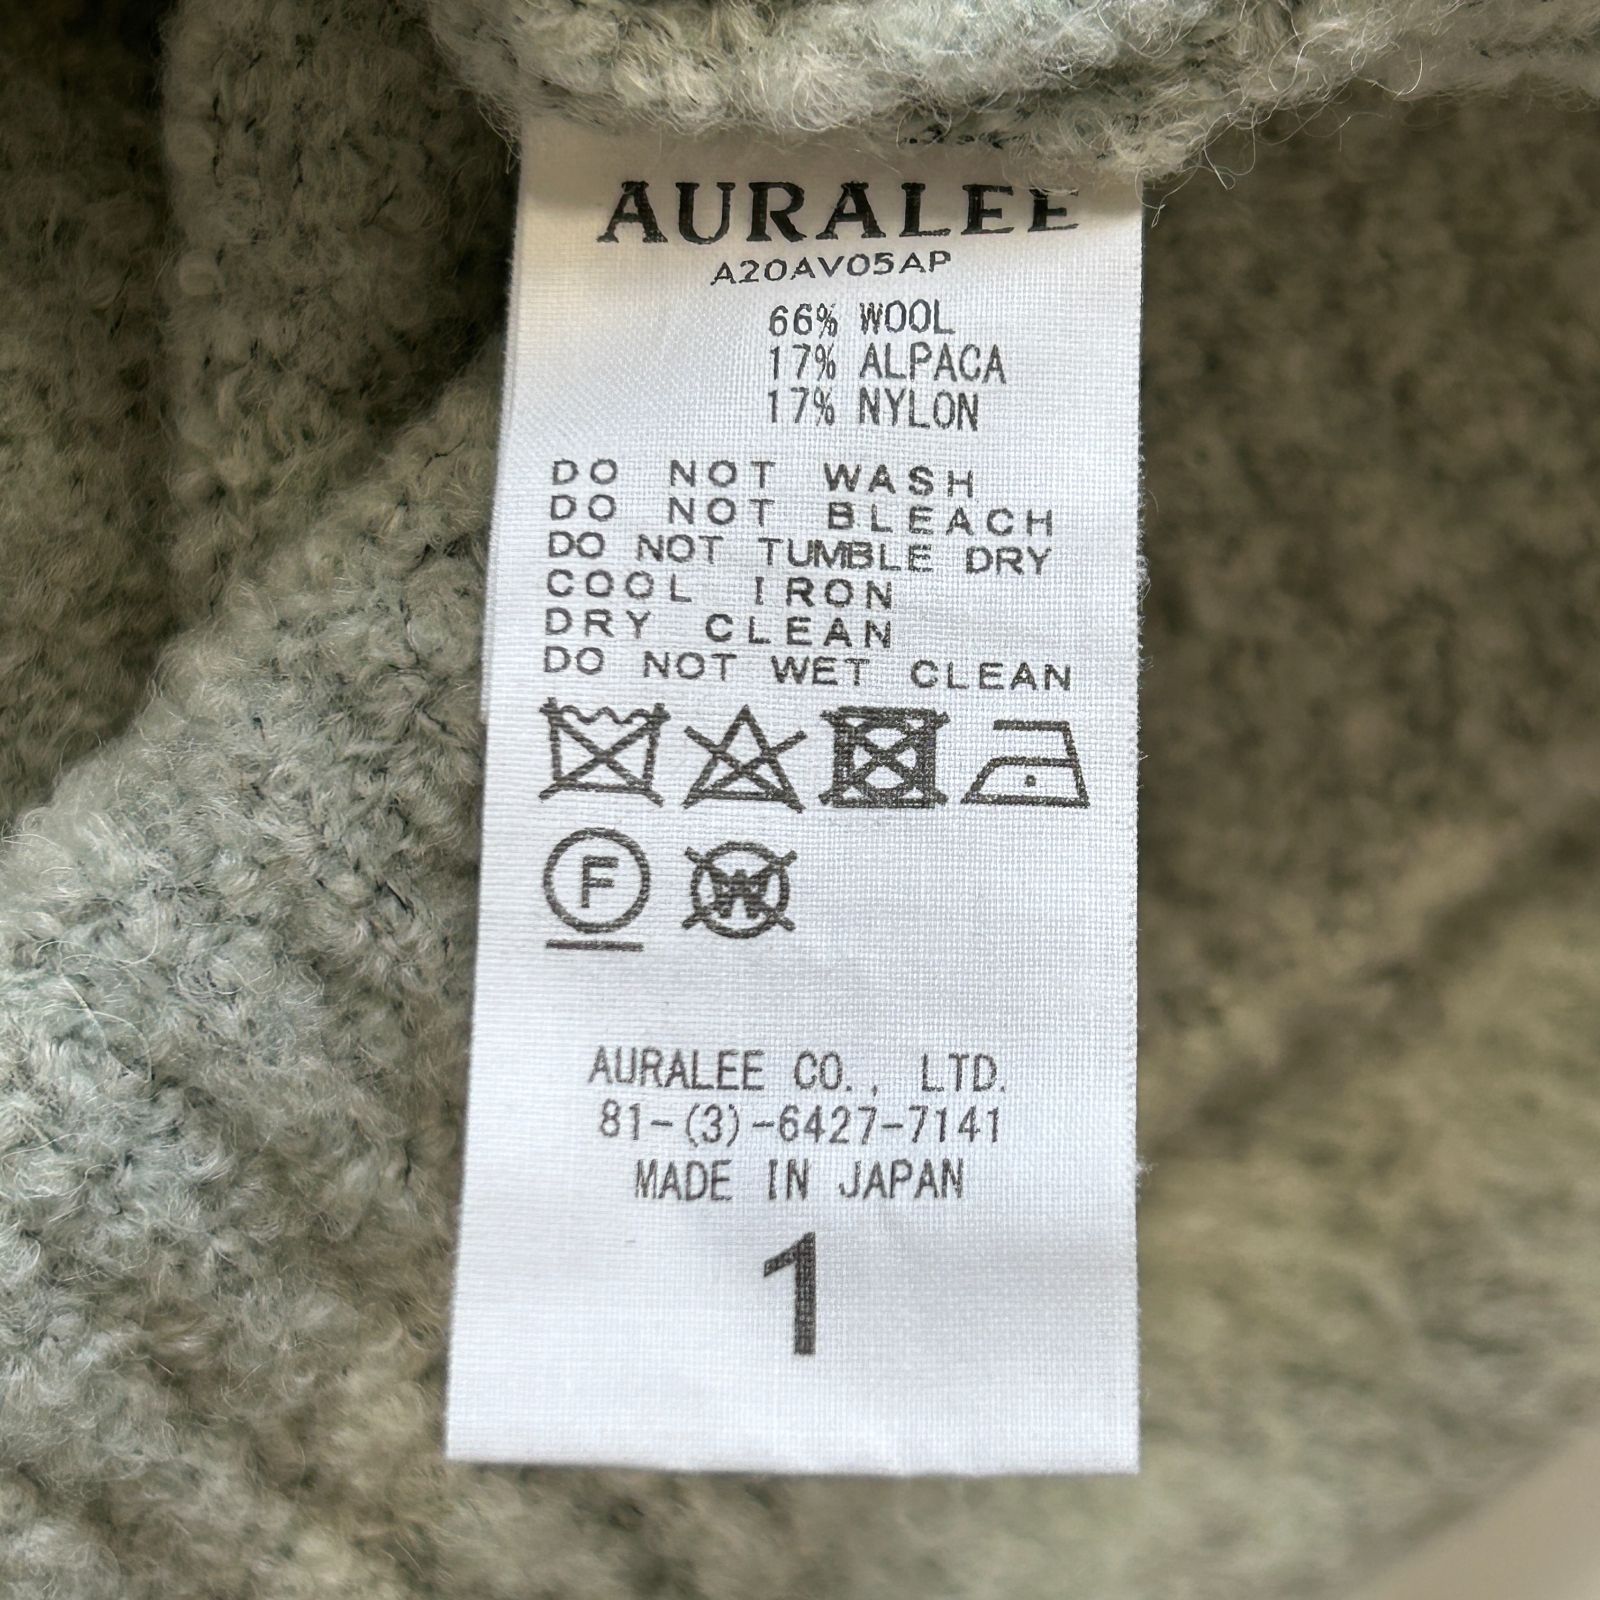 AURALEE
A20AV05AP
66% WOOL
17% ALPACA
17% NYLON
DO NOT WASH
DO NOT BLEACH
DO NOT TUMBLE DRY
COOL IRON
DRY CLEAN
DO NOT WET CLEAN
F W
AURALEE CO., LTD.
81-(3)-6427-7141
MADE IN JAPAN
1